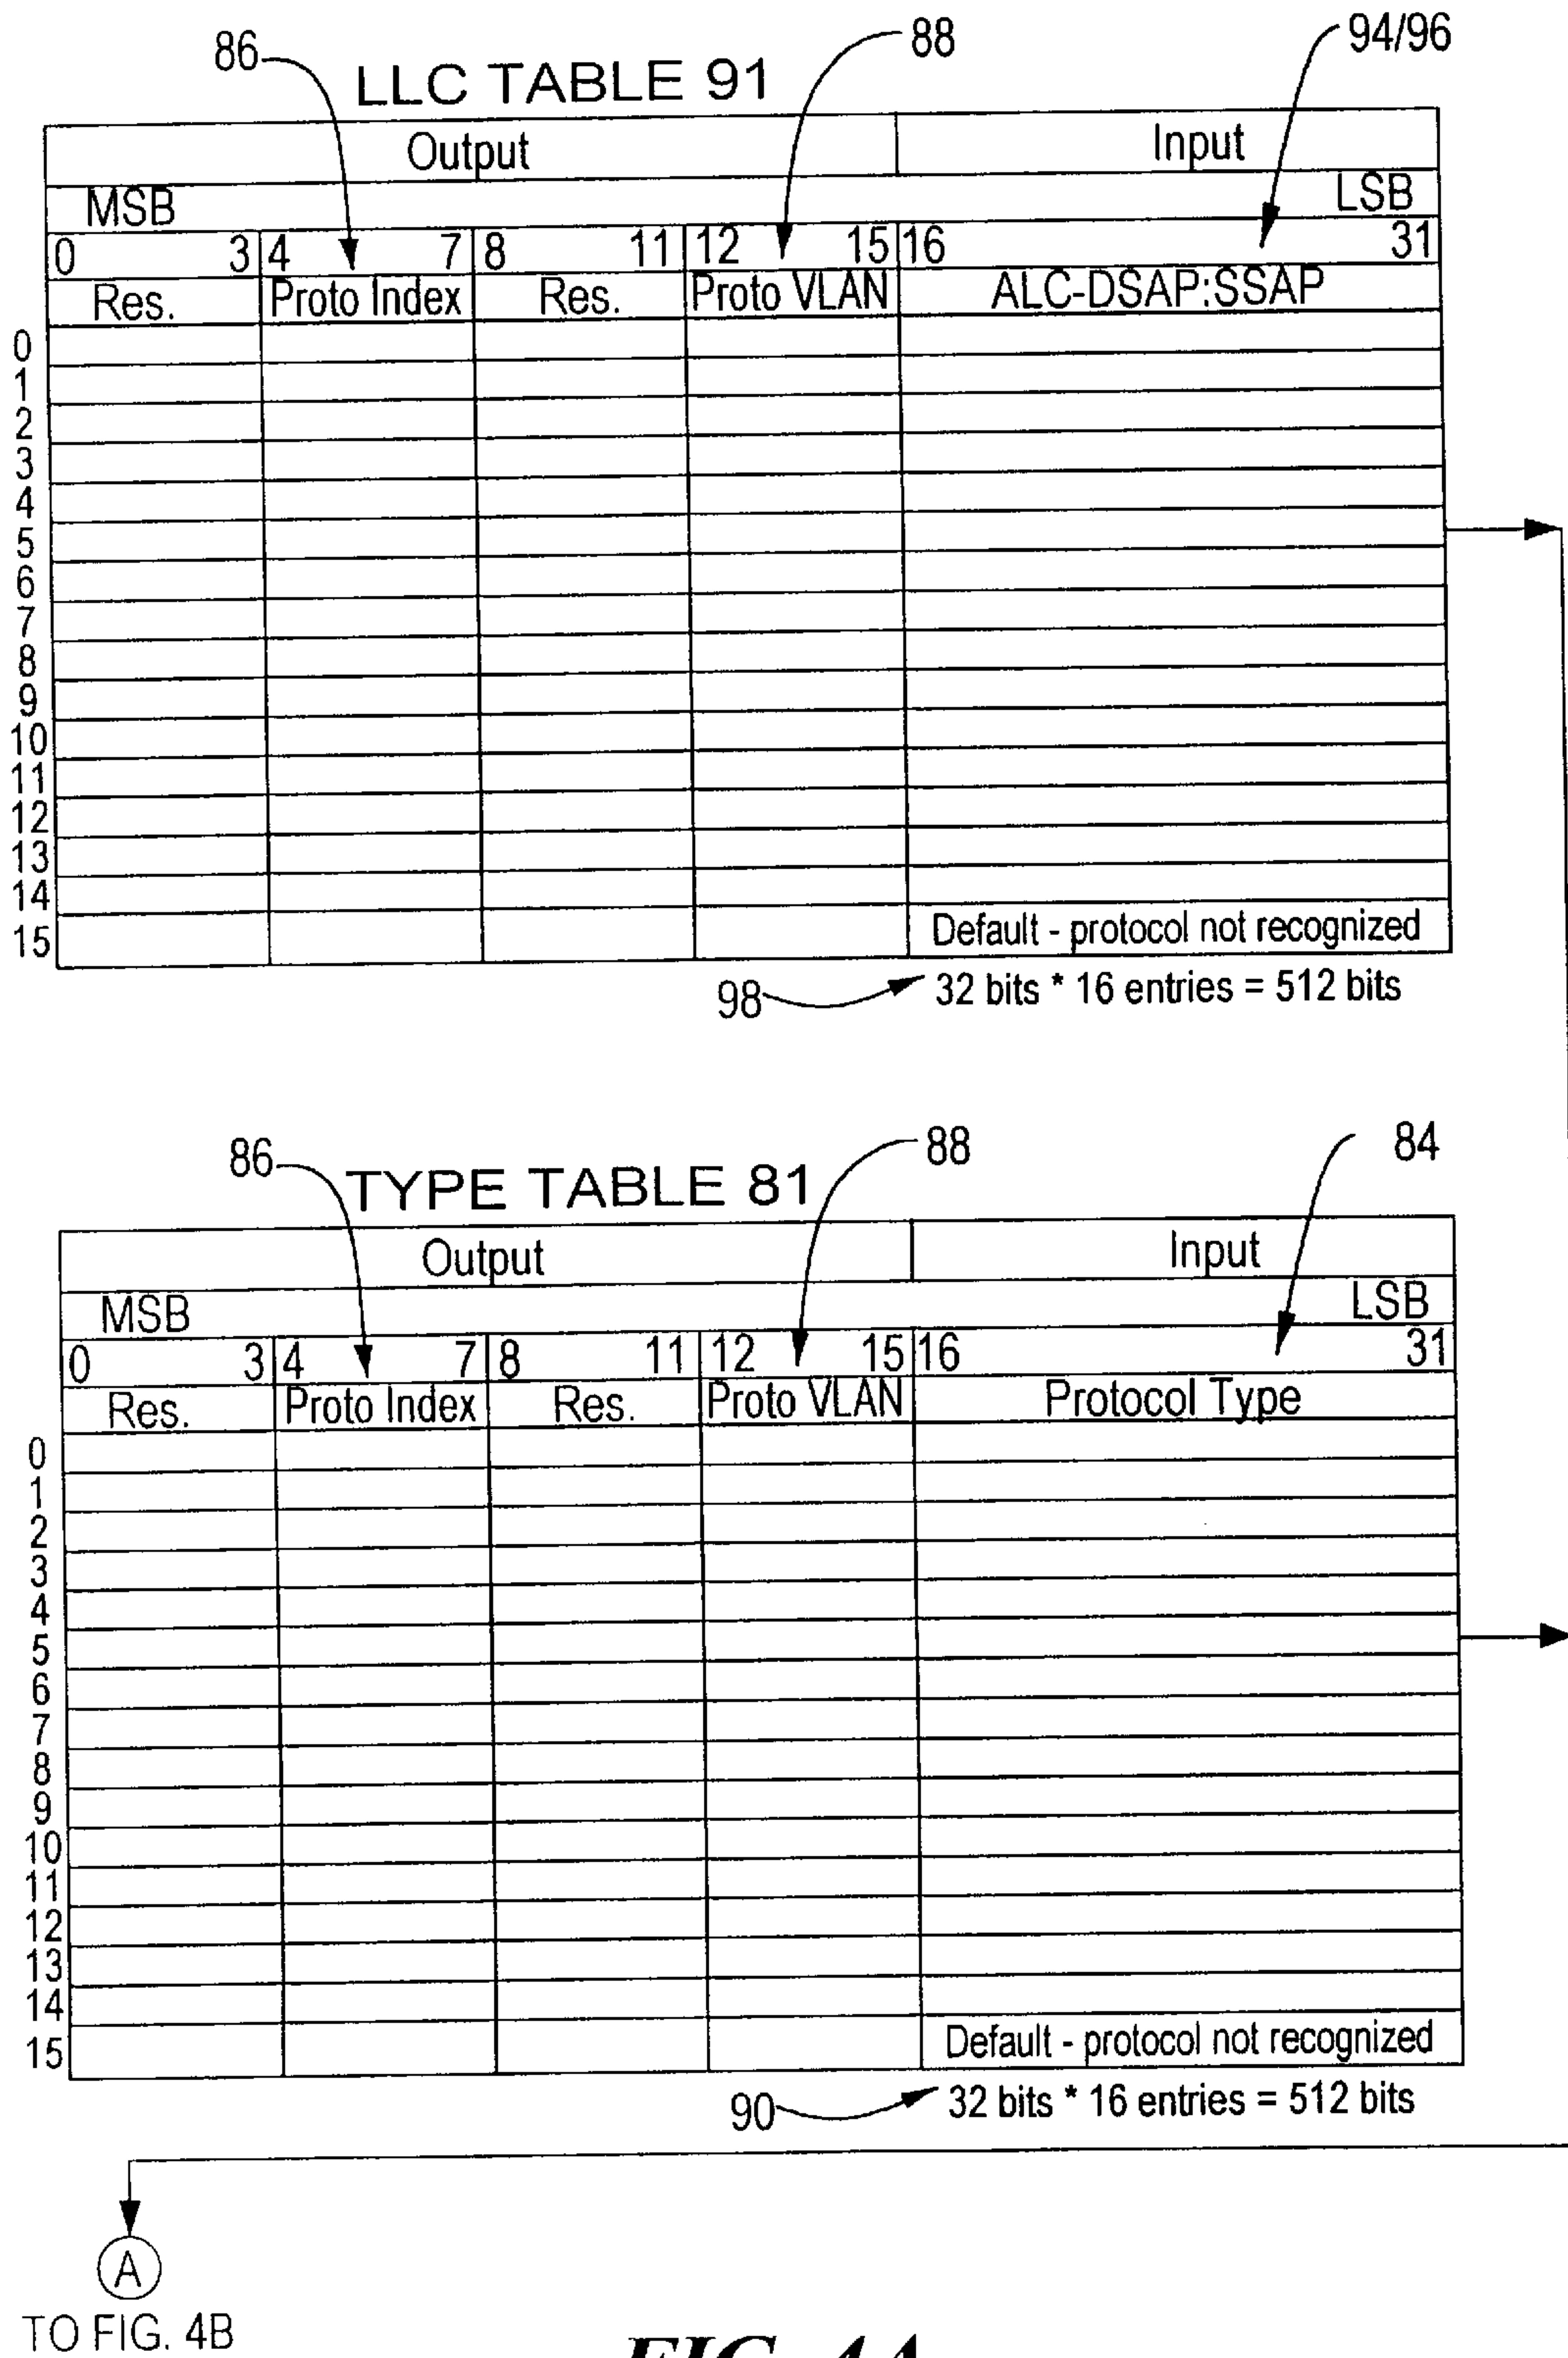 86 88 94/96
LLC TABLE 91
Output Input
MSB LSB
0 3 4 7 8 11 12 15 16 31
Res. Proto Index Res. Proto VLAN ALC-DSAP:SSAP
0
1
2
3
4
5
6
7
8
9
10
11
12
13
14
15 Default - protocol not recognized
98 32 bits * 16 entries = 512 bits
86 88 84
TYPE TABLE 81
Output Input
MSB LSB
0 3 4 7 8 11 12 15 16 31
Res. Proto Index Res. Proto VLAN Protocol Type
0
1
2
3
4
5
6
7
8
9
10
11
12
13
14
15 Default - protocol not recognized
90 32 bits * 16 entries = 512 bits
A
TO FIG. 4B
FIG. 4A